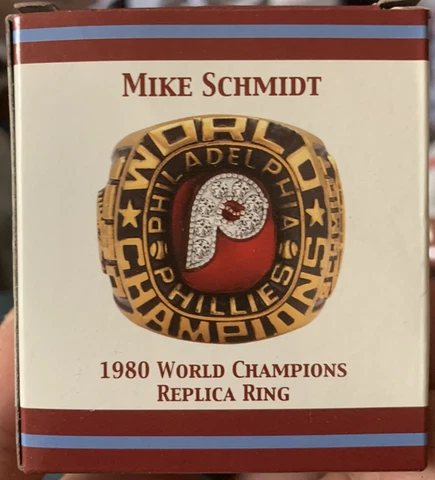 MIKE SCHMIDT
WORLD
PHILADELPHIA
P
PHILLIES
CHAMPIONS
1980 WORLD CHAMPIONS
REPLICA RING